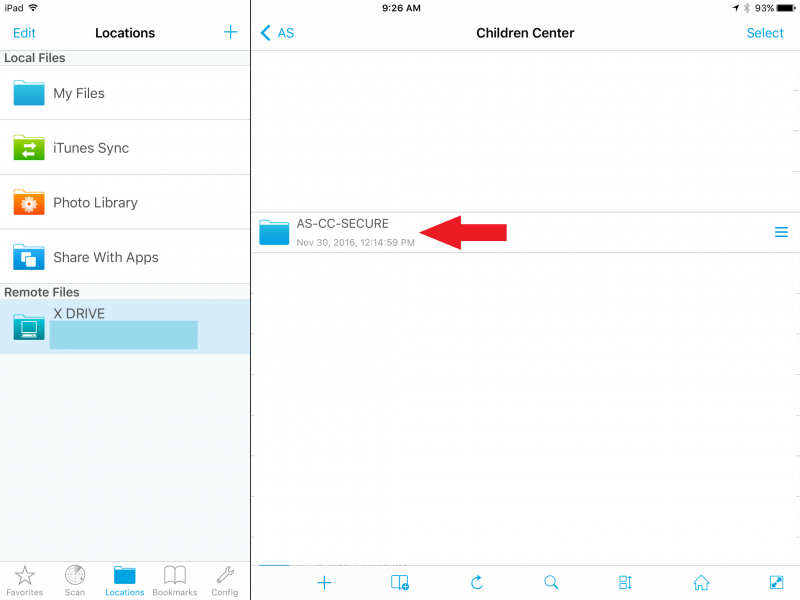 iPad 9:26 AM 93%
Edit Locations +
AS Children Center Select
Local Files
My Files
iTunes Sync
Photo Library
Share With Apps
Remote Files
X DRIVE
AS-CC-SECURE
Nov 30, 2016, 12:14:59 PM
Favorites Scan Locations Bookmarks Config